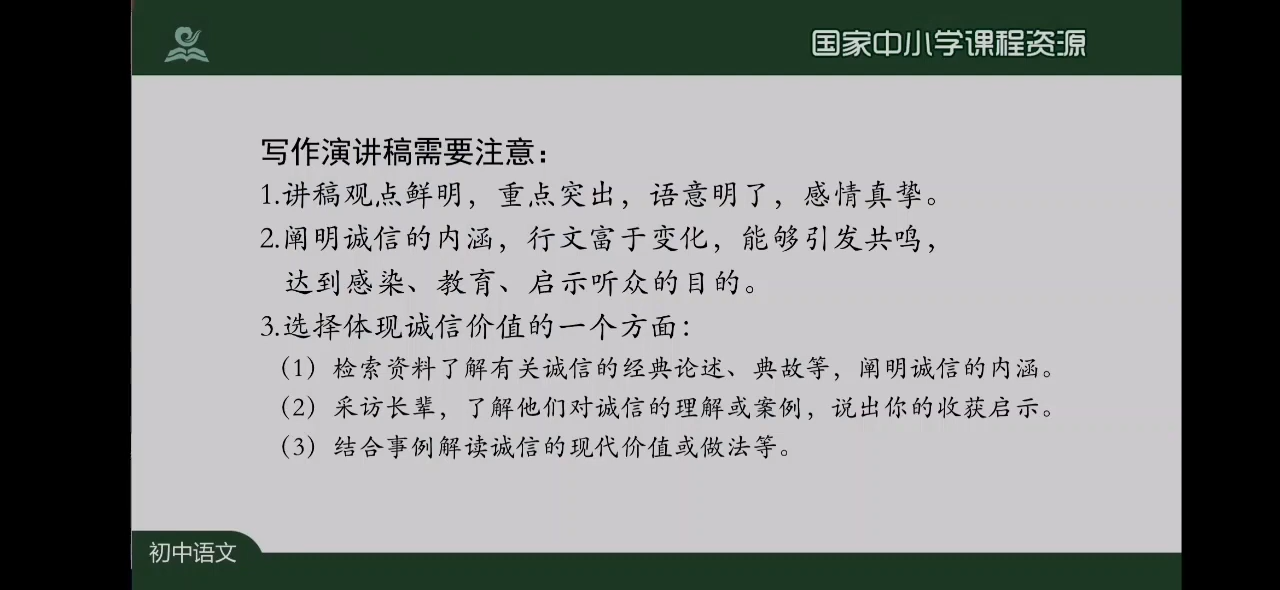 国家中小学课程资源
写作演讲稿需要注意：
1.讲稿观点鲜明，重点突出，语意明了，感情真挚。
2.阐明诚信的内涵，行文富于变化，能够引发共鸣，
达到感染、教育、启示听众的目的。
3.选择体现诚信价值的一个方面：
（1）检索资料了解有关诚信的经典论述、典故等，阐明诚信的内涵。
（2）采访长辈，了解他们对诚信的理解或案例，说出你的收获启示。
（3）结合事例解读诚信的现代价值或做法等。
初中语文